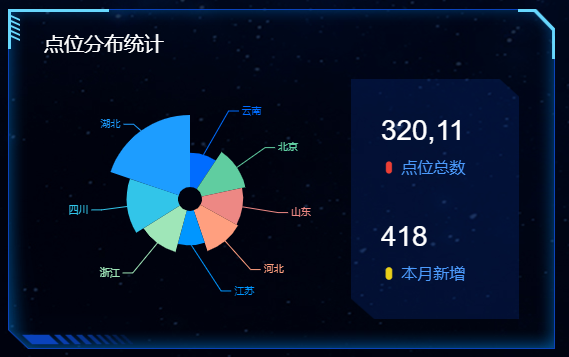 点位分布统计
湖北
云南
北京
四川
山东
浙江
河北
江苏
320,11
点位总数
418
本月新增